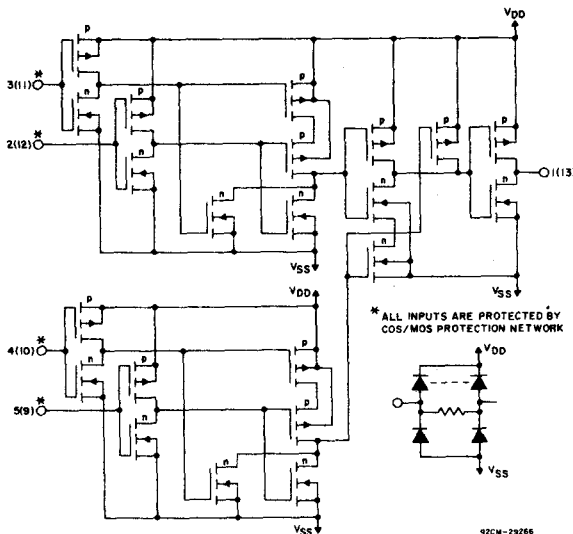 VDD
p
p
n
n
p
n
p
p
n
n
p
n
n
p
p
n
*
3(11)
*
2(12)
1(13)
VSS
VSS
VDD
p
n
p
n
p
p
n
n
*
4(10)
*
5(9)
VSS
* ALL INPUTS ARE PROTECTED BY
COS/MOS PROTECTION NETWORK
VDD
VSS
92CM-29266